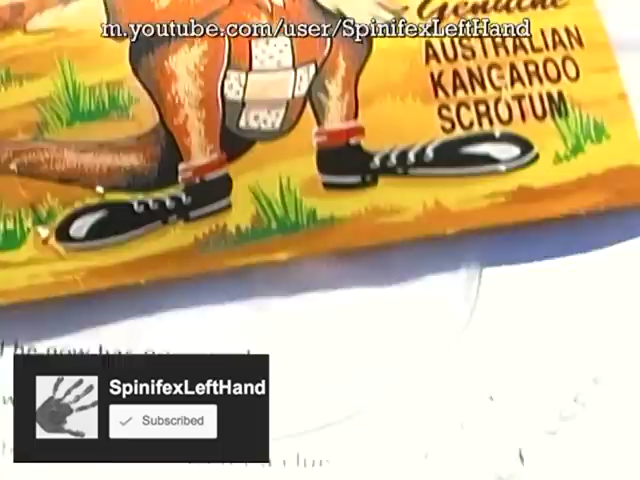 m.youtube.com/user/SpinifexLeftHand
Genuine
AUSTRALIAN
KANGAROO
SCROTUM
SpinifexLeftHand
Subscribed